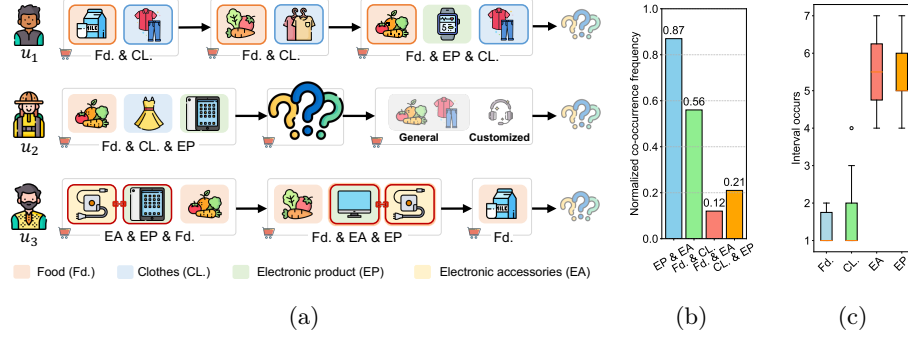 u1
Fd. & CL.
Fd. & CL.
Fd. & EP & CL.
MILK
u2
Fd. & CL. & EP
General
Customized
u3
EA & EP & Fd.
Fd. & EA & EP
Fd.
MILK
Food (Fd.)
Clothes (CL.)
Electronic product (EP)
Electronic accessories (EA)
(a)
Normalized co-occurrence frequency
1.0
0.8
0.6
0.4
0.2
0.0
0.87
0.56
0.12
0.21
EP & EA
Fd. & CL.
Fd. & EA
CL. & EP
(b)
Interval occurs
7
6
5
4
3
2
1
Fd.
CL.
EA
EP
(c)